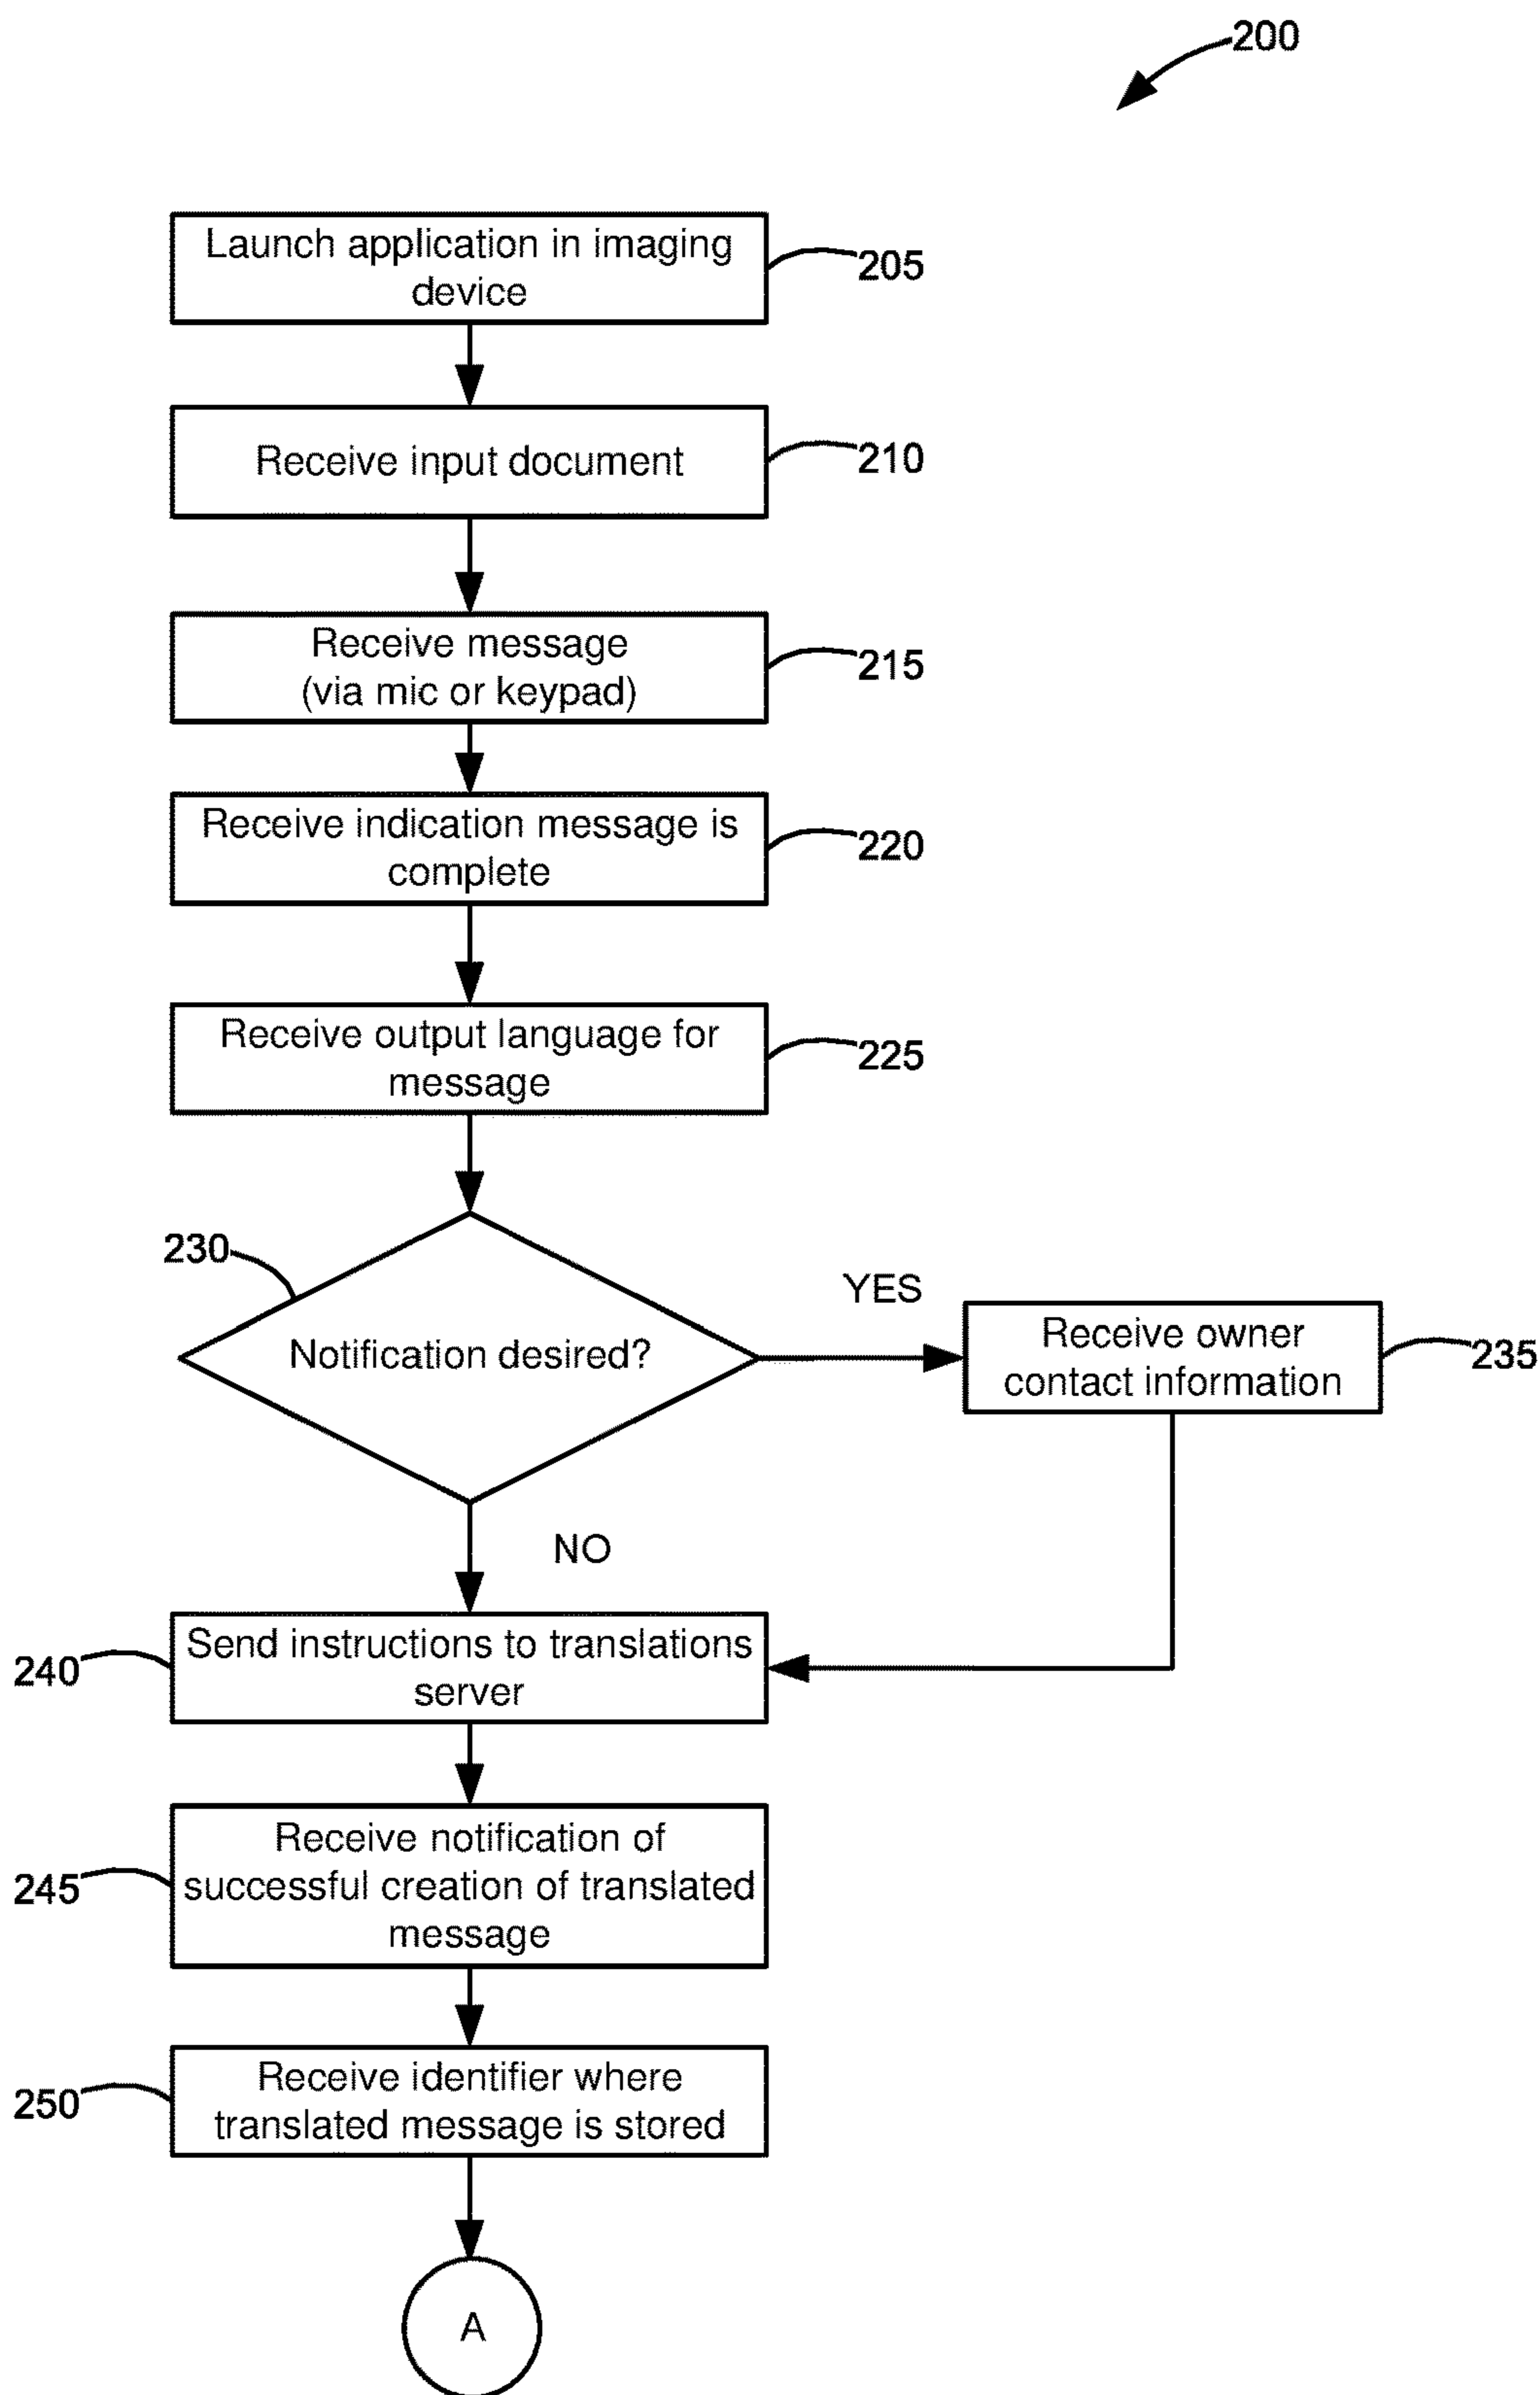 200
Launch application in imaging
device
205
Receive input document
210
Receive message
(via mic or keypad)
215
Receive indication message is
complete
220
Receive output language for
message
225
230
Notification desired?
YES
Receive owner
contact information
235
NO
240
Send instructions to translations
server
245
Receive notification of
successful creation of translated
message
250
Receive identifier where
translated message is stored
A